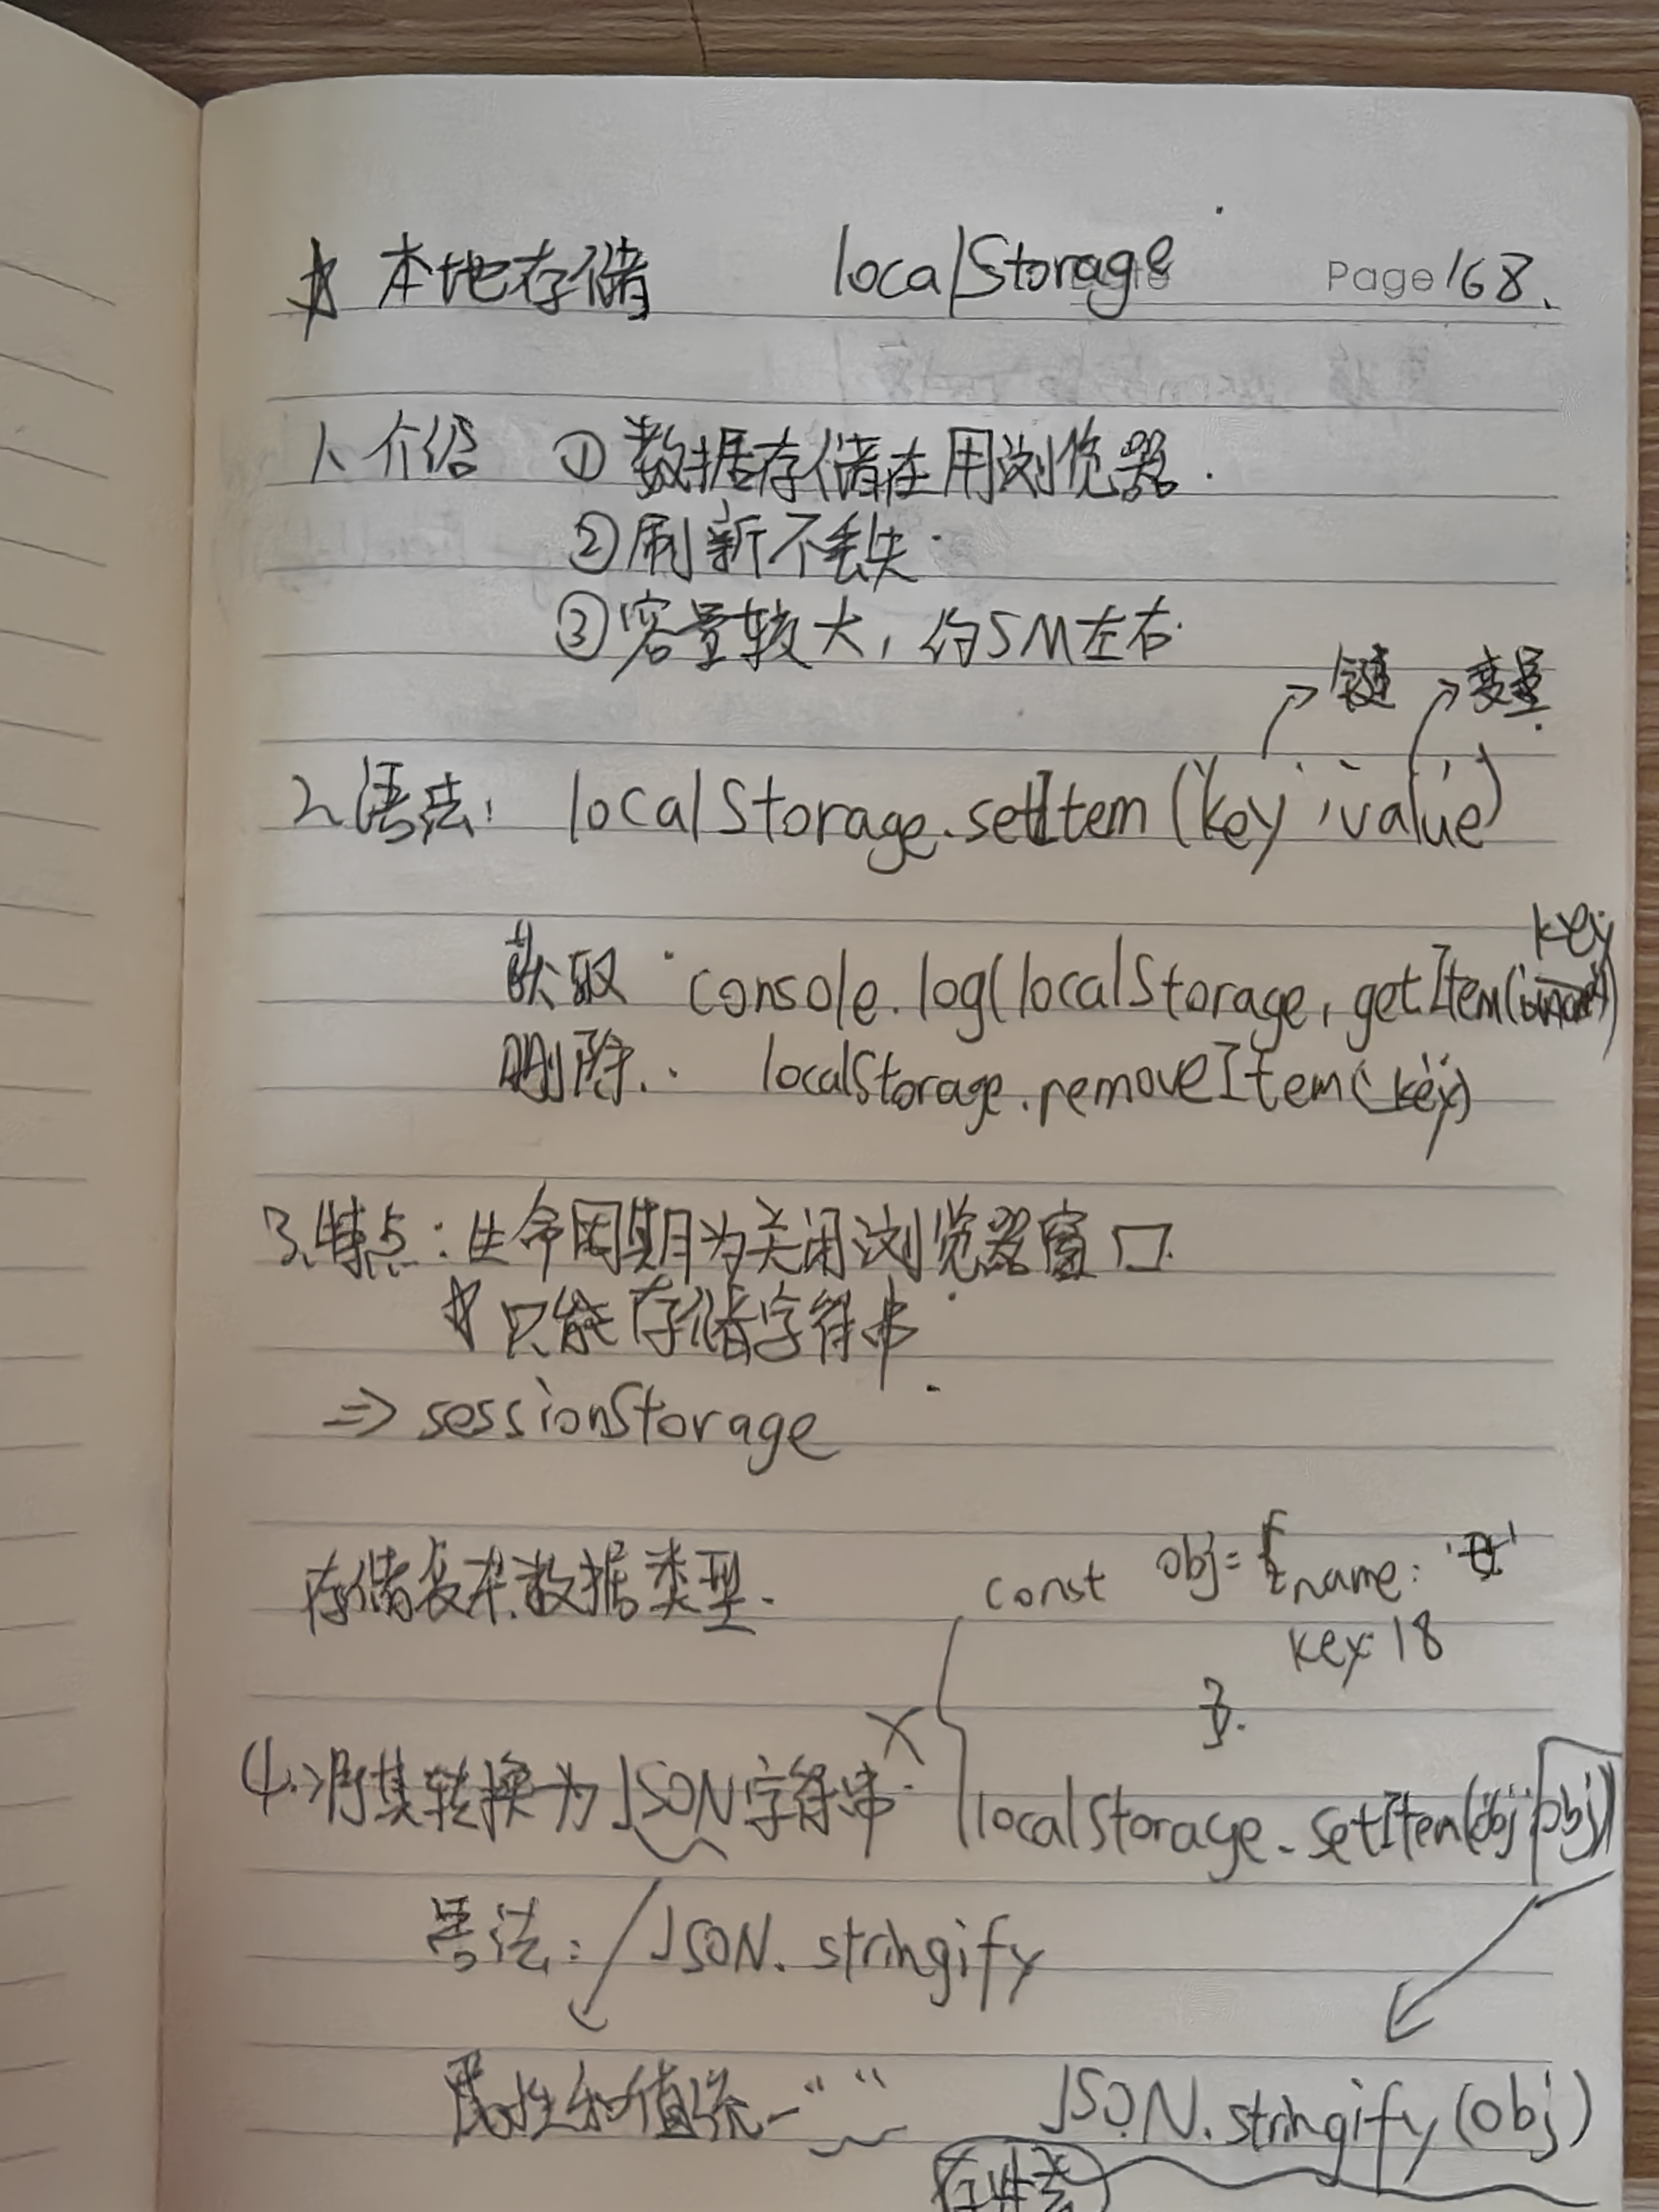 本地存储 localStorage Page 168.
1、介绍 ① 数据存储在用浏览器.
② 刷新不丢失.
③ 容量较大, 约5M左右.
键 变量.
2、语法: localStorage.setItem('key','value')
key
获取 console.log(localStorage.getItem('
删除. localStorage.removeItem('key')
3、特点: 生命周期为关闭浏览器窗口.
只能存储字符串.
⇒ sessionStorage
存储复杂数据类型. const obj = {name: '
key: 18
}.
4.将其转换为JSON字符串. × localStorage.setItem('obj',obj)
语法: JSON.stringify
属性和值统一" "
JSON.stringify(obj)